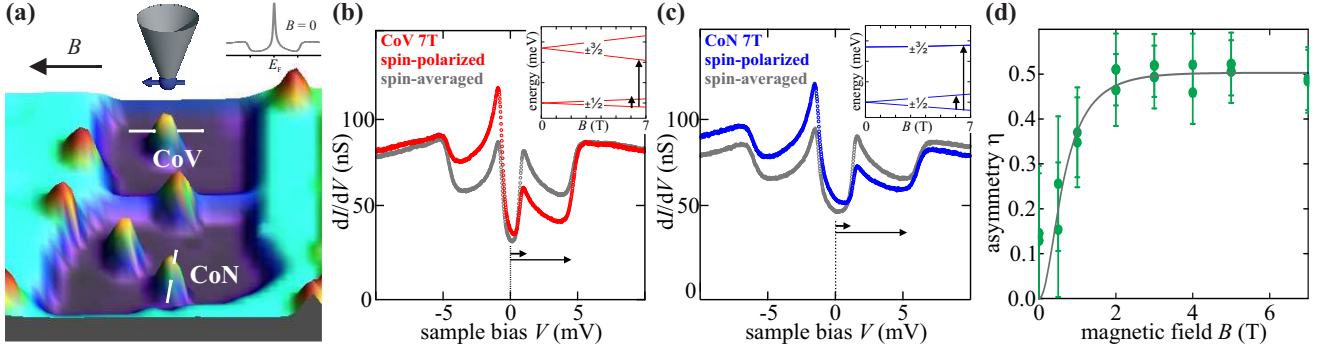 (a)
B
B = 0
E_F
CoV
CoN
(b)
CoV 7T
spin-polarized
spin-averaged
energy (meV)
±3/2
±1/2
0
B (T)
7
dI/dV (nS)
100
50
0
-5
0
5
sample bias V (mV)
(c)
CoN 7T
spin-polarized
spin-averaged
energy (meV)
±3/2
±1/2
0
B (T)
7
dI/dV (nS)
100
50
0
-5
0
5
sample bias V (mV)
(d)
asymmetry η
0.5
0.4
0.3
0.2
0.1
0.0
0
2
4
6
magnetic field B (T)